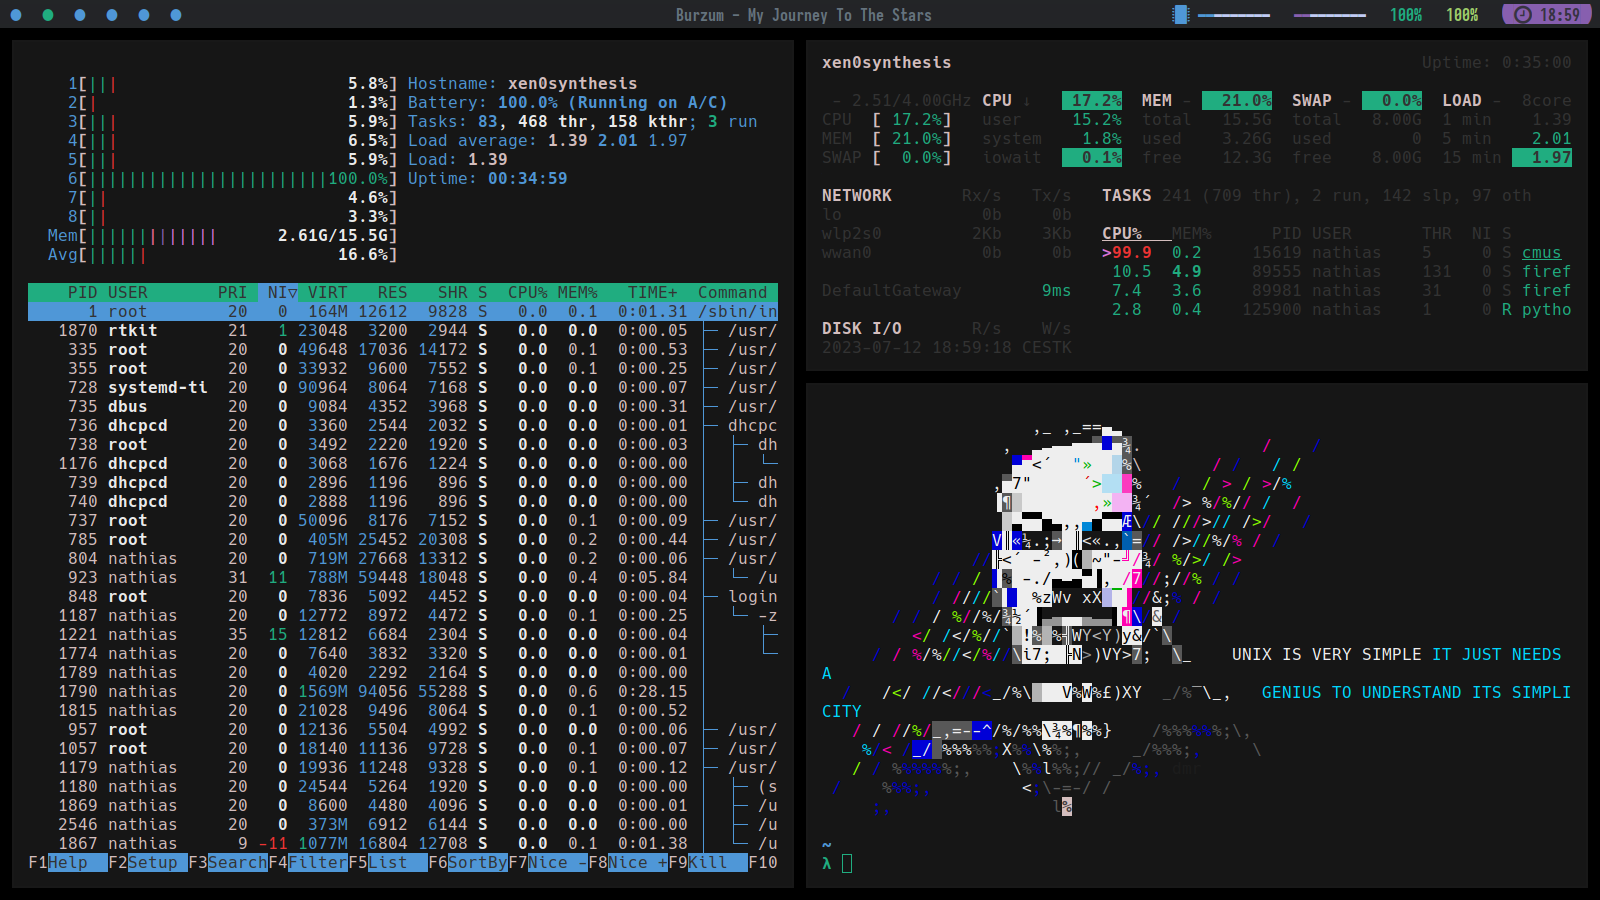 Burzum - My Journey To The Stars
100% 100% 18:59
1[||| 5.8%] Hostname: xen0synthesis
2[| 1.3%] Battery: 100.0% (Running on A/C)
3[||| 5.9%] Tasks: 83, 468 thr, 158 kthr; 3 run
4[||| 6.5%] Load average: 1.39 2.01 1.97
5[||| 5.9%] Load: 1.39
6[||||||||||||||||||||||||100.0%] Uptime: 00:34:59
7[|| 4.6%]
8[|| 3.3%]
Mem[||||||||||||| 2.61G/15.5G]
Avg[|||||| 16.6%]
PID USER PRI NI▽ VIRT RES SHR S CPU% MEM% TIME+ Command
1 root 20 0 164M 12612 9828 S 0.0 0.1 0:01.31 /sbin/in
1870 rtkit 21 1 23048 3200 2944 S 0.0 0.0 0:00.05 ├─ /usr/
335 root 20 0 49648 17036 14172 S 0.0 0.1 0:00.53 ├─ /usr/
355 root 20 0 33932 9600 7552 S 0.0 0.1 0:00.25 ├─ /usr/
728 systemd-ti 20 0 90964 8064 7168 S 0.0 0.0 0:00.07 ├─ /usr/
735 dbus 20 0 9084 4352 3968 S 0.0 0.0 0:00.31 ├─ /usr/
736 dhcpcd 20 0 3360 2544 2032 S 0.0 0.0 0:00.01 ├─ dhcpc
738 root 20 0 3492 2220 1920 S 0.0 0.0 0:00.03 │ ├─ dh
1176 dhcpcd 20 0 3068 1676 1224 S 0.0 0.0 0:00.00 │ │ └─
739 dhcpcd 20 0 2896 1196 896 S 0.0 0.0 0:00.00 │ ├─ dh
740 dhcpcd 20 0 2888 1196 896 S 0.0 0.0 0:00.00 │ └─ dh
737 root 20 0 50096 8176 7152 S 0.0 0.1 0:00.09 ├─ /usr/
785 root 20 0 405M 25452 20308 S 0.0 0.2 0:00.44 ├─ /usr/
804 nathias 20 0 719M 27668 13312 S 0.0 0.2 0:00.06 ├─ /usr/
923 nathias 31 11 788M 59448 18048 S 0.0 0.4 0:05.84 │ └─ /u
848 root 20 0 7836 5092 4452 S 0.0 0.0 0:00.04 ├─ login
1187 nathias 20 0 12772 8972 4472 S 0.0 0.1 0:00.25 │ └─ -z
1221 nathias 35 15 12812 6684 2304 S 0.0 0.0 0:00.04 │ ├─
1774 nathias 20 0 7640 3832 3320 S 0.0 0.0 0:00.01 │ └─
1789 nathias 20 0 4020 2292 2164 S 0.0 0.0 0:00.00 │
1790 nathias 20 0 1569M 94056 55288 S 0.0 0.6 0:28.15 │
1815 nathias 20 0 21028 9496 8064 S 0.0 0.1 0:00.52 │
957 root 20 0 12136 5504 4992 S 0.0 0.0 0:00.06 ├─ /usr/
1057 root 20 0 18140 11136 9728 S 0.0 0.1 0:00.07 ├─ /usr/
1179 nathias 20 0 19936 11248 9328 S 0.0 0.1 0:00.12 ├─ /usr/
1180 nathias 20 0 24544 5264 1920 S 0.0 0.0 0:00.00 │ ├─ (s
1869 nathias 20 0 8600 4480 4096 S 0.0 0.0 0:00.01 │ ├─ /u
2546 nathias 20 0 373M 6912 6144 S 0.0 0.0 0:00.00 │ ├─ /u
1867 nathias 9 -11 1077M 16804 12708 S 0.0 0.1 0:01.38 │ └─ /u
F1Help F2Setup F3SearchF4FilterF5List F6SortByF7Nice -F8Nice +F9Kill F10
xen0synthesis Uptime: 0:35:00
- 2.51/4.00GHz CPU ↓ 17.2% MEM - 21.0% SWAP - 0.0% LOAD - 8core
CPU [ 17.2%] user 15.2% total 15.5G total 8.00G 1 min 1.39
MEM [ 21.0%] system 1.8% used 3.26G used 0 5 min 2.01
SWAP [ 0.0%] iowait 0.1% free 12.3G free 8.00G 15 min 1.97
NETWORK Rx/s Tx/s TASKS 241 (709 thr), 2 run, 142 slp, 97 oth
lo 0b 0b
wlp2s0 2Kb 3Kb CPU% MEM% PID USER THR NI S
wwan0 0b 0b >99.9 0.2 15619 nathias 5 0 S cmus
10.5 4.9 89555 nathias 131 0 S firef
DefaultGateway 9ms 7.4 3.6 89981 nathias 31 0 S firef
2.8 0.4 125900 nathias 1 0 R pytho
DISK I/O R/s W/s
2023-07-12 18:59:18 CESTK
UNIX IS VERY SIMPLE IT JUST NEEDS
A
GENIUS TO UNDERSTAND ITS SIMPLI
CITY
~
λ